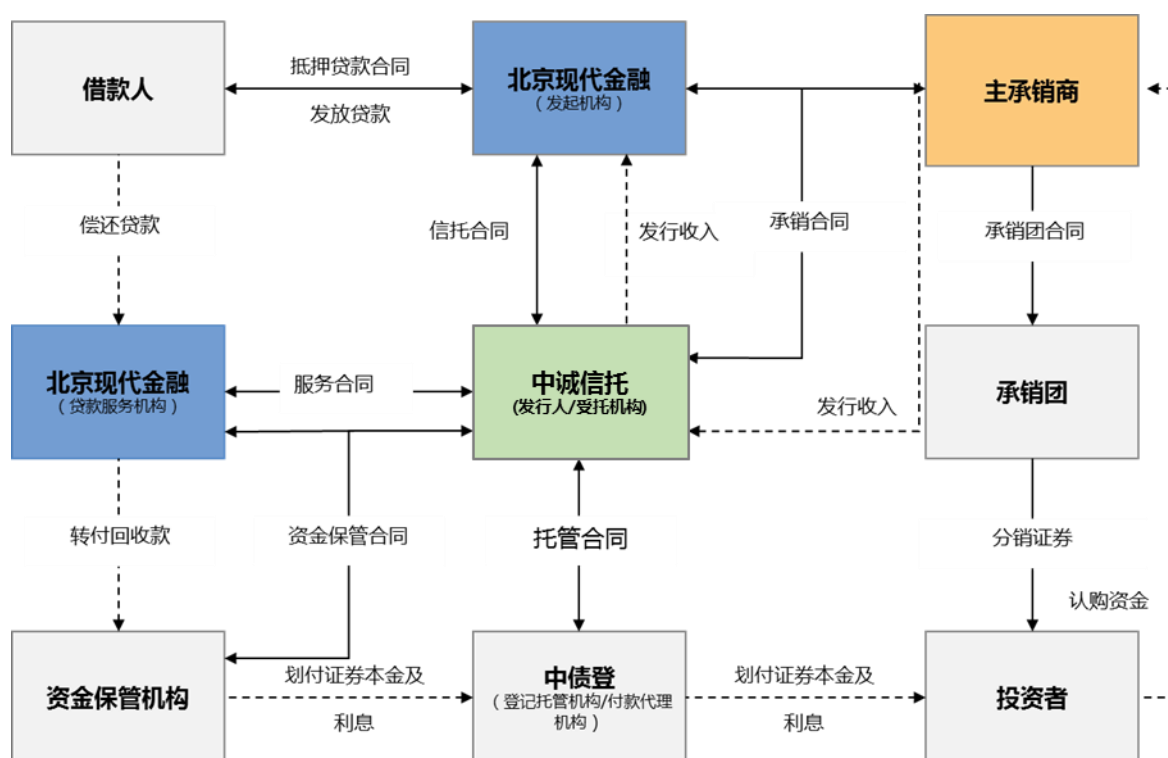 借款人
抵押贷款合同
发放贷款
北京现代金融
（发起机构）
主承销商
偿还贷款
信托合同
发行收入
承销合同
承销团合同
北京现代金融
（贷款服务机构）
服务合同
中诚信托
(发行人/受托机构)
发行收入
承销团
转付回收款
资金保管合同
托管合同
分销证券
认购资金
资金保管机构
划付证券本金及
利息
中债登
（登记托管机构/付款代理
机构）
划付证券本金及
利息
投资者